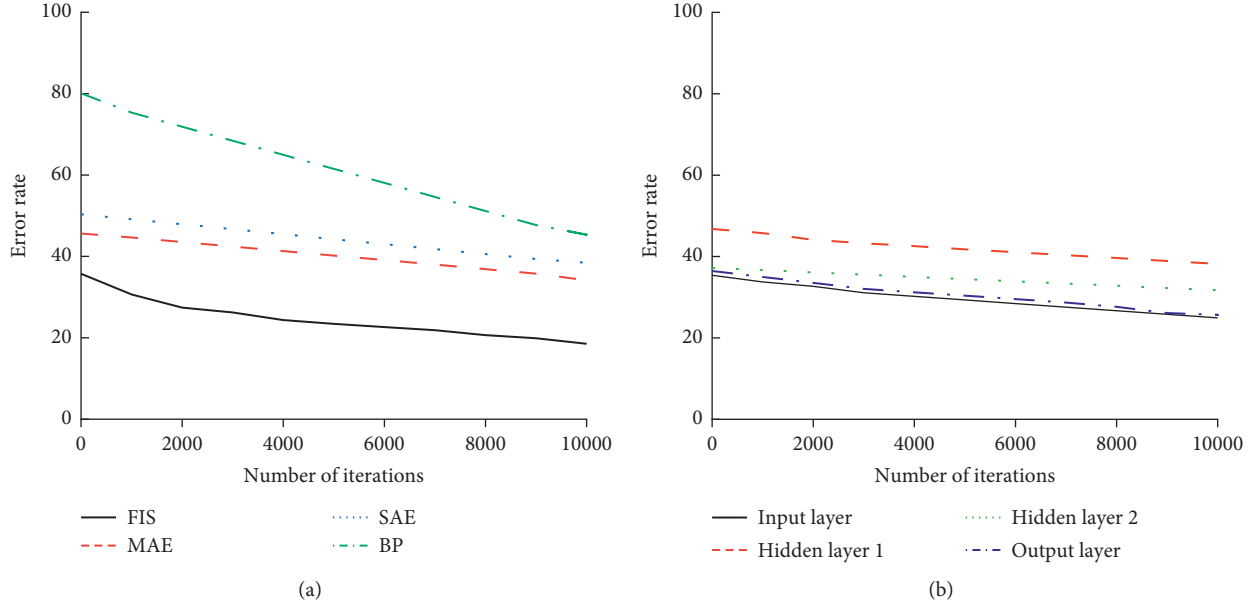 100
80
60
40
20
0
Error rate
0 2000 4000 6000 8000 10000
Number of iterations
FIS SAE
MAE BP
(a)
100
80
60
40
20
0
Error rate
0 2000 4000 6000 8000 10000
Number of iterations
Input layer Hidden layer 2
Hidden layer 1 Output layer
(b)